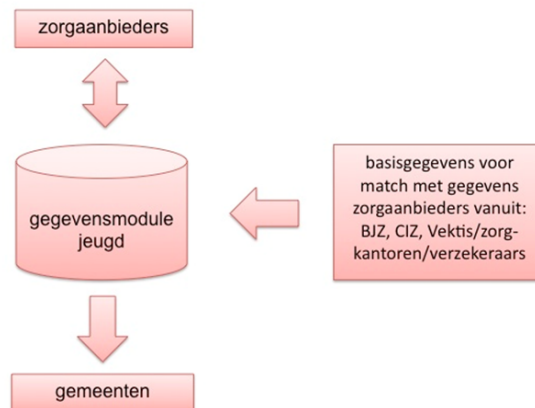 zorgaanbieders
gegevensmodule
jeugd
basisgegevens voor
match met gegevens
zorgaanbieders vanuit:
BJZ, CIZ, Vektis/zorg-
kantoren/verzekeraars
gemeenten